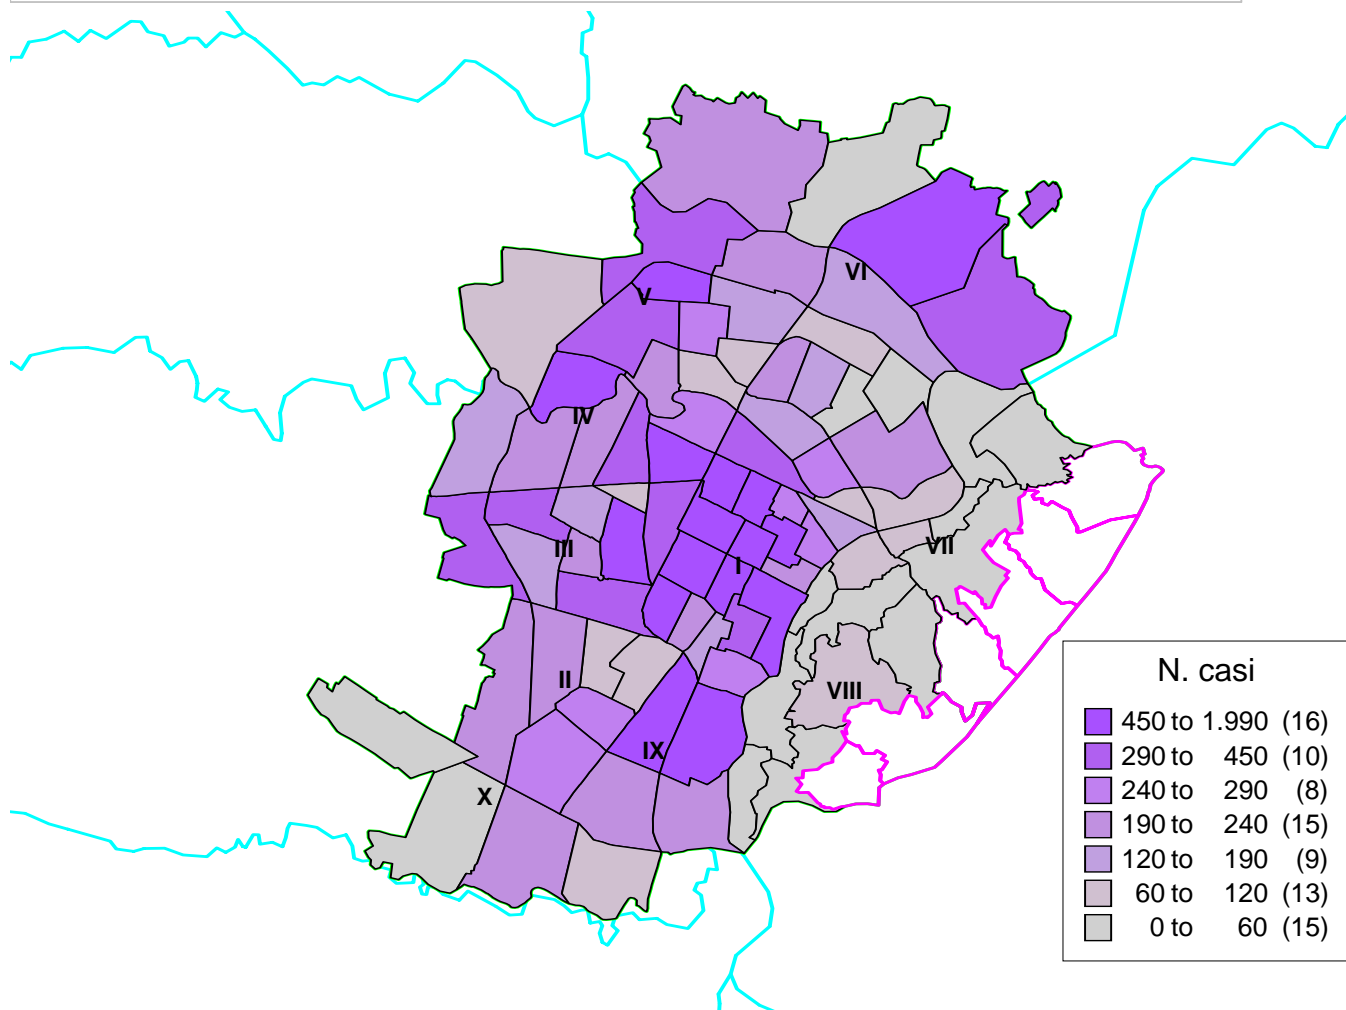 VI
V
IV
III
VII
I
II
VIII
IX
X
N. casi
450 to 1.990 (16)
290 to 450 (10)
240 to 290 (8)
190 to 240 (15)
120 to 190 (9)
60 to 120 (13)
0 to 60 (15)